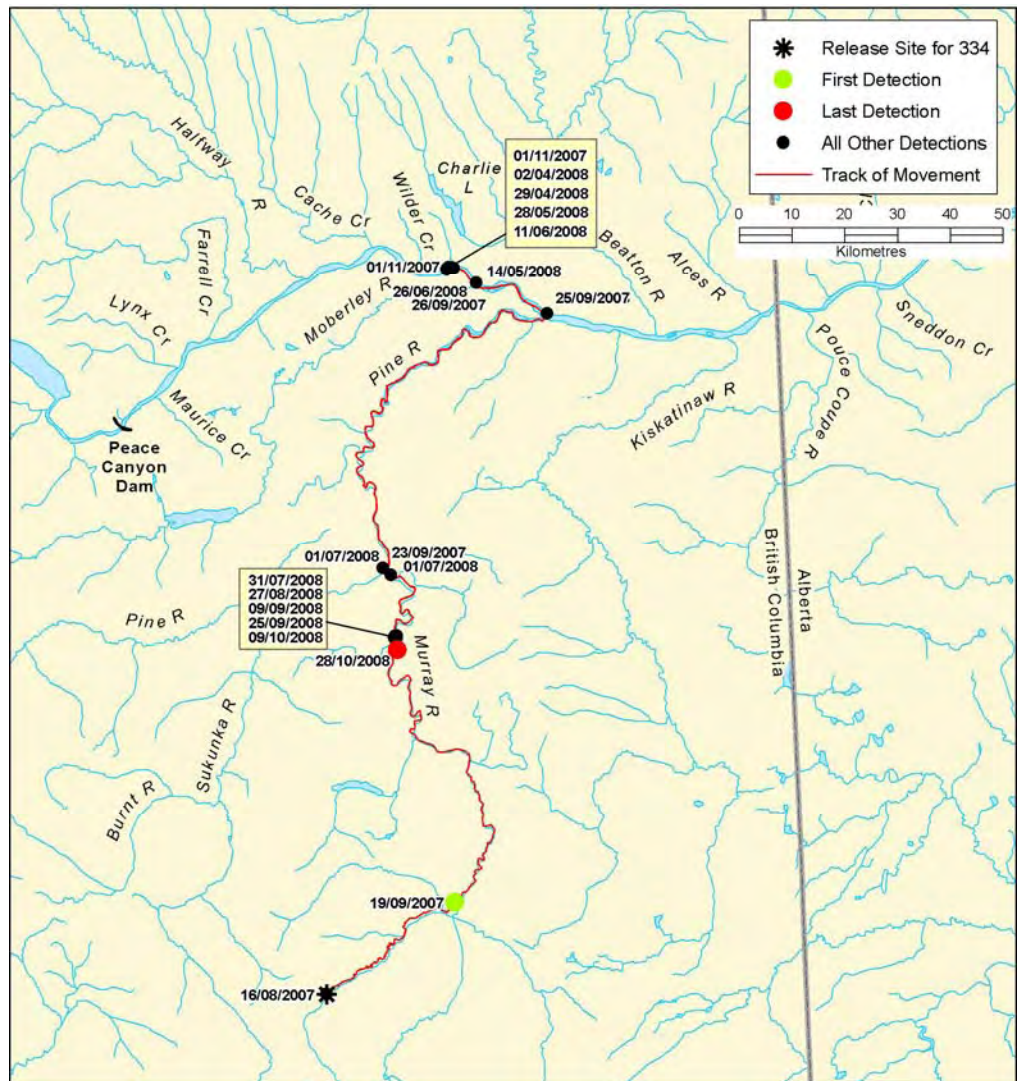 Release Site for 334
First Detection
Last Detection
All Other Detections
Track of Movement
0 10 20 30 40 50
Kilometres
Halfway R
Cache Cr
Wilder Cr
Charlie L
01/11/2007
02/04/2008
29/04/2008
28/05/2008
11/06/2008
Farrell Cr
Lynx Cr
Moberley R
01/11/2007
26/06/2008
26/09/2007
14/05/2008
25/09/2007
Beatton R
Alces R
Sneddon Cr
Pouce Coupe R
Kiskatinaw R
Pine R
Maurice Cr
Peace
Canyon
Dam
British Columbia
Alberta
01/07/2008
23/09/2007
01/07/2008
31/07/2008
27/08/2008
09/09/2008
25/09/2008
09/10/2008
Pine R
28/10/2008
Murray R
Sukunka R
Burnt R
19/09/2007
16/08/2007